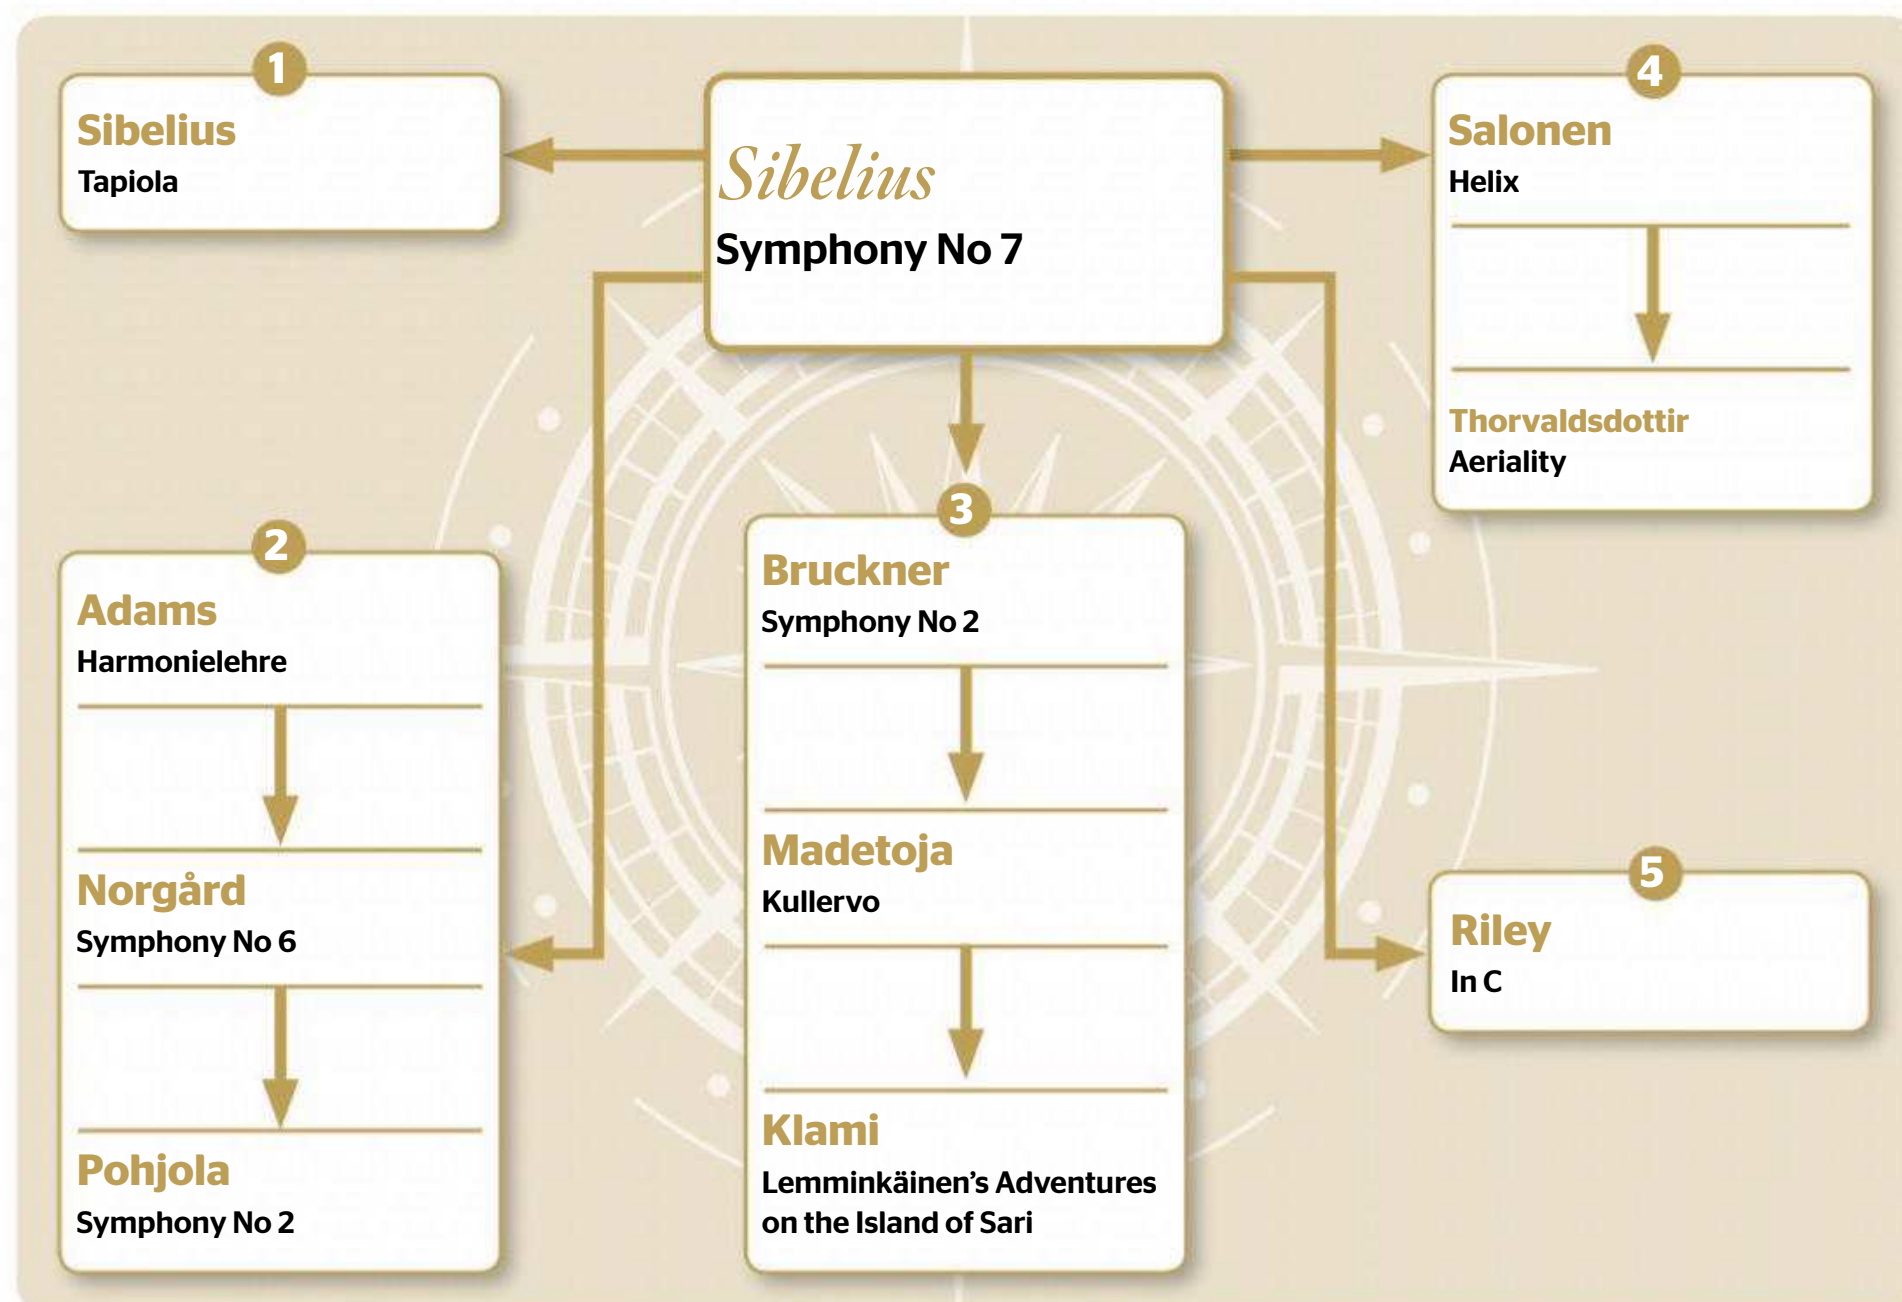 Sibelius
Symphony No 7
1
Sibelius
Tapiola
2
Adams
Harmonielehre
Norgård
Symphony No 6
Pohjola
Symphony No 2
3
Bruckner
Symphony No 2
Madetoja
Kullervo
Klami
Lemminkäinen’s Adventures
on the Island of Sari
4
Salonen
Helix
Thorvaldsdottir
Aeriality
5
Riley
In C